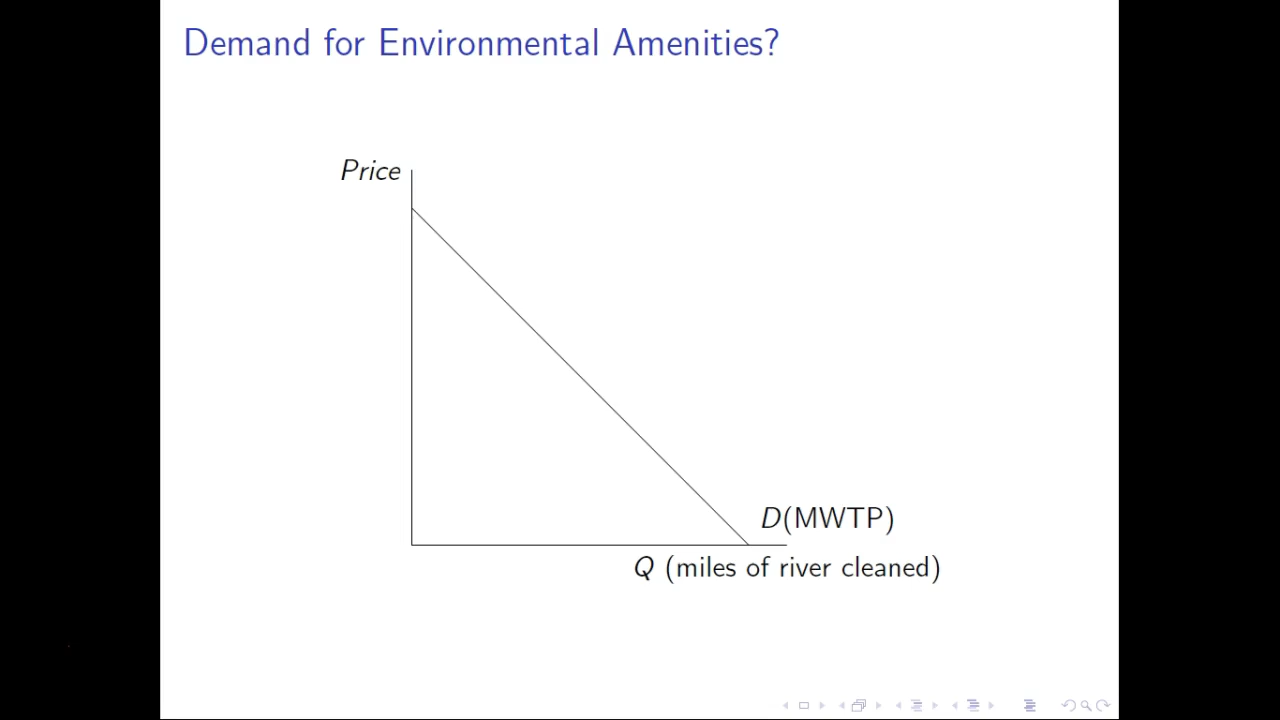 Demand for Environmental Amenities?
Price
D(MWTP)
Q (miles of river cleaned)